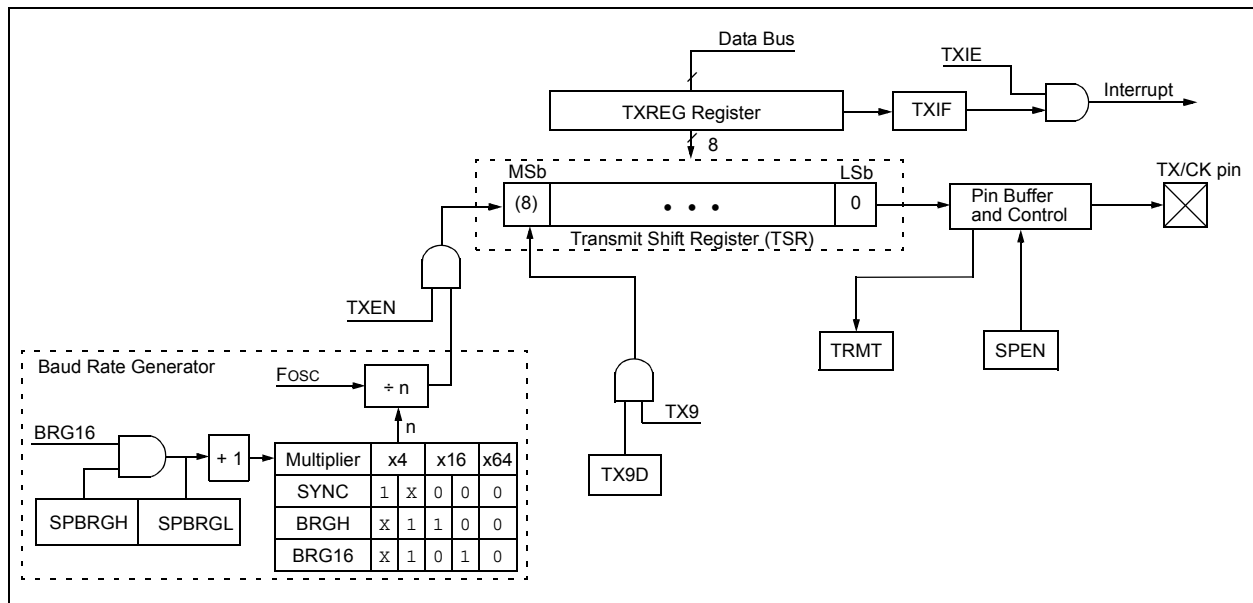 Data Bus
TXIE
Interrupt
TXREG Register
TXIF
8
MSb
LSb
TX/CK pin
(8)
• • •
0
Pin Buffer
and Control
Transmit Shift Register (TSR)
TXEN
TRMT
SPEN
Baud Rate Generator
FOSC
÷ n
n
TX9
BRG16
+ 1
Multiplier x4 x16 x64
TX9D
SYNC 1 X 0 0 0
SPBRGH SPBRGL
BRGH X 1 1 0 0
BRG16 X 1 0 1 0